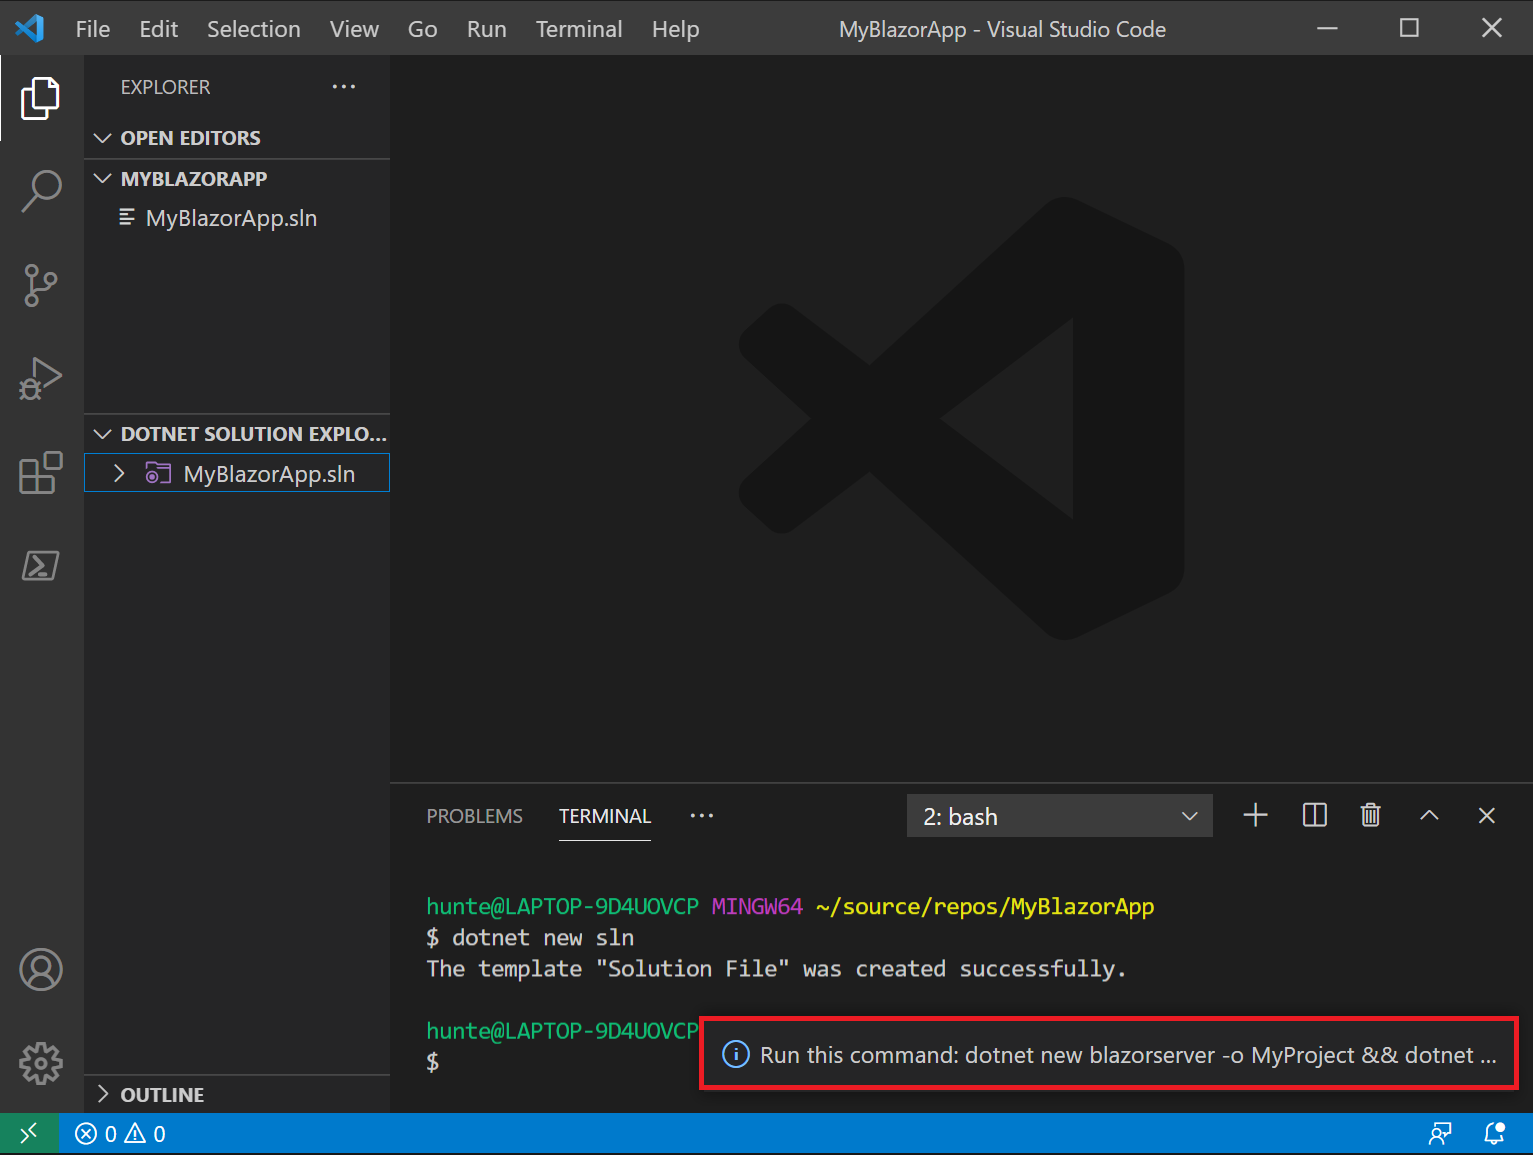 File Edit Selection View Go Run Terminal Help MyBlazorApp - Visual Studio Code
EXPLORER ···
OPEN EDITORS
MYBLAZORAPP
MyBlazorApp.sln
DOTNET SOLUTION EXPLO...
MyBlazorApp.sln
OUTLINE
PROBLEMS TERMINAL ··· 2: bash
hunte@LAPTOP-9D4UOVCP MINGW64 ~/source/repos/MyBlazorApp
$ dotnet new sln
The template "Solution File" was created successfully.
hunte@LAPTOP-9D4UOVCP
$
Run this command: dotnet new blazorserver -o MyProject && dotnet ...
0 0